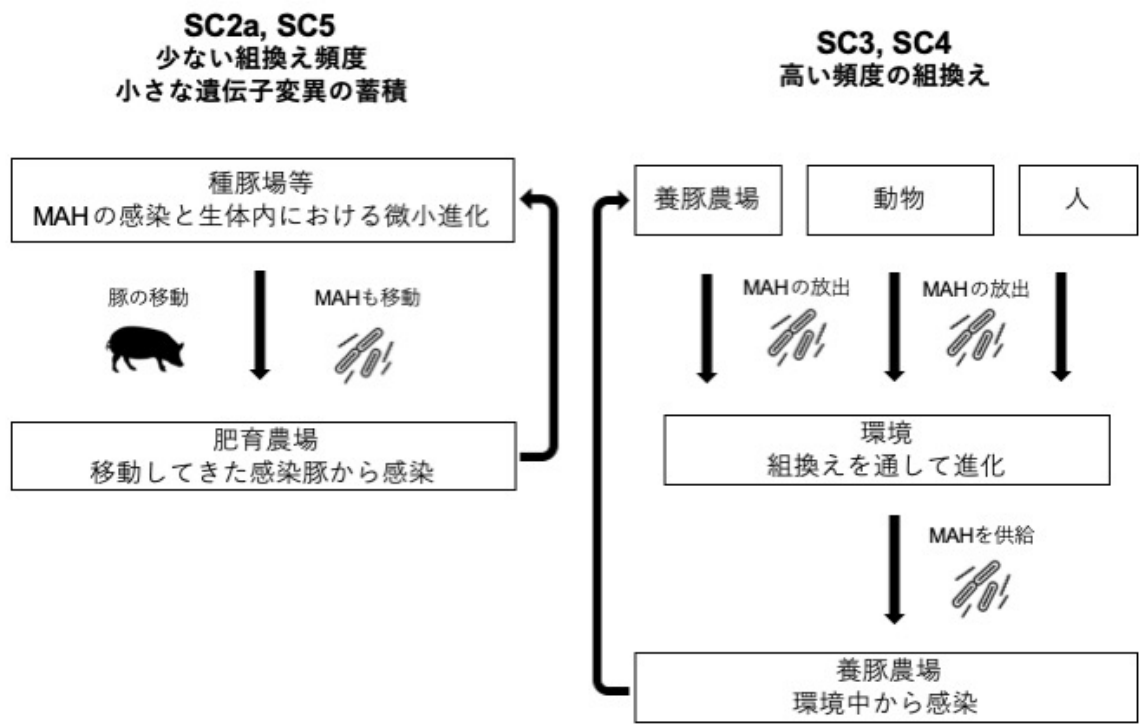 SC2a, SC5
少ない組換え頻度
小さな遺伝子変異の蓄積
種豚場等
MAHの感染と生体内における微小進化
豚の移動
MAHも移動
肥育農場
移動してきた感染豚から感染
SC3, SC4
高い頻度の組換え
養豚農場
動物
人
MAHの放出
MAHの放出
環境
組換えを通して進化
MAHを供給
養豚農場
環境中から感染